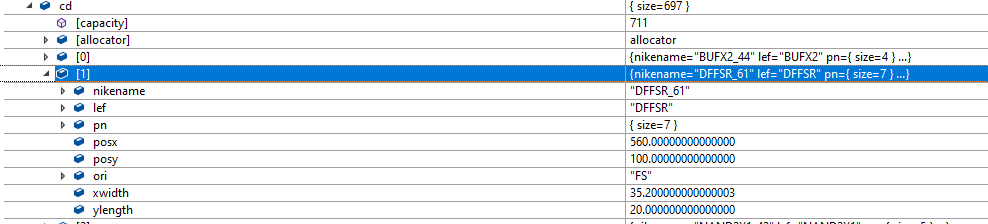 cd { size=697 }
[capacity] 711
[allocator] allocator
[0] {nikename="BUFX2_44" lef="BUFX2" pn={ size=4 } ...}
[1] {nikename="DFFSR_61" lef="DFFSR" pn={ size=7 } ...}
nikename "DFFSR_61"
lef "DFFSR"
pn { size=7 }
posx 560.00000000000000
posy 100.00000000000000
ori "FS"
xwidth 35.200000000000003
ylength 20.000000000000000